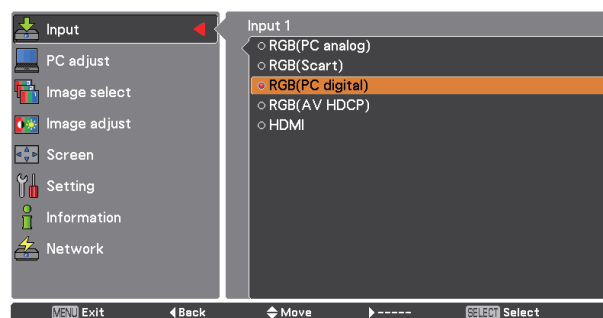 Input
PC adjust
Image select
Image adjust
Screen
Setting
Information
Network
Input 1
RGB(PC analog)
RGB(Scart)
RGB(PC digital)
RGB(AV HDCP)
HDMI
MENU Exit
Back
Move
-----
SELECT Select